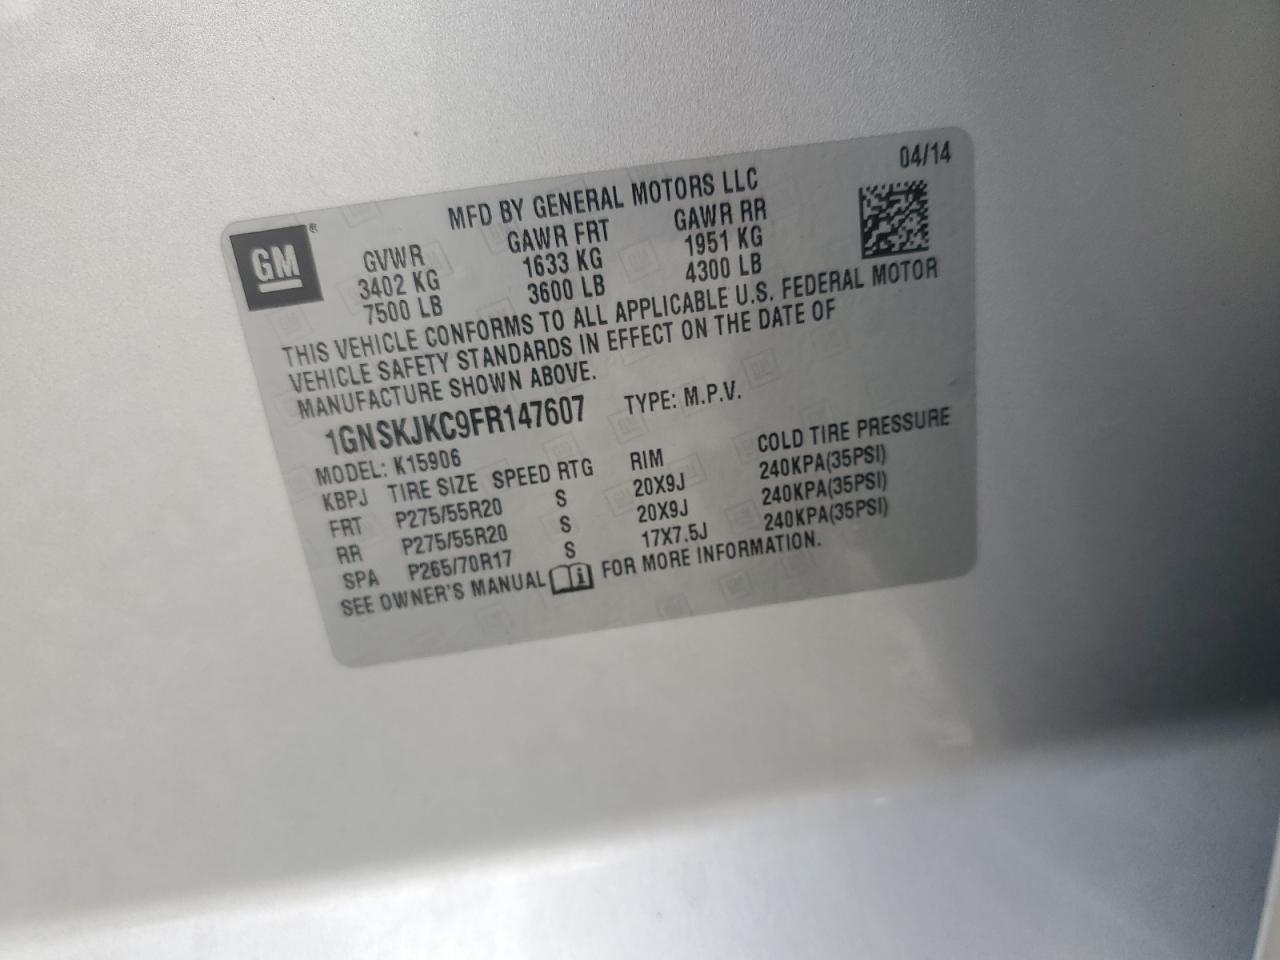 04/14
MFD BY GENERAL MOTORS LLC
GM®
GVWR GAWR FRT GAWR RR
3402 KG 1633 KG 1951 KG
7500 LB 3600 LB 4300 LB
THIS VEHICLE CONFORMS TO ALL APPLICABLE U.S. FEDERAL MOTOR
VEHICLE SAFETY STANDARDS IN EFFECT ON THE DATE OF
MANUFACTURE SHOWN ABOVE.
1GNSKJKC9FR147607 TYPE: M.P.V.
MODEL: K15906
KBPJ TIRE SIZE SPEED RTG RIM COLD TIRE PRESSURE
FRT P275/55R20 S 20X9J 240KPA(35PSI)
RR P275/55R20 S 20X9J 240KPA(35PSI)
SPA P265/70R17 S 17X7.5J 240KPA(35PSI)
SEE OWNER'S MANUAL i FOR MORE INFORMATION.